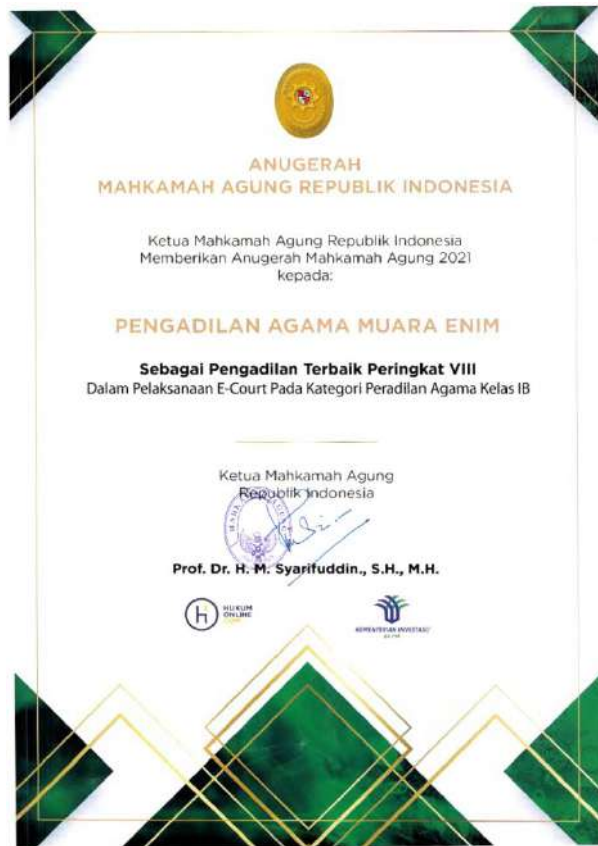 ANUGERAH
MAHKAMAH AGUNG REPUBLIK INDONESIA
Ketua Mahkamah Agung Republik Indonesia
Memberikan Anugerah Mahkamah Agung 2021
kepada:
PENGADILAN AGAMA MUARA ENIM
Sebagai Pengadilan Terbaik Peringkat VIII
Dalam Pelaksanaan E-Court Pada Kategori Peradilan Agama Kelas IB
Ketua Mahkamah Agung
Republik Indonesia
Prof. Dr. H. M. Syarifuddin., S.H., M.H.
HUKUM
ONLINE
KEMENTERIAN INVESTASI/